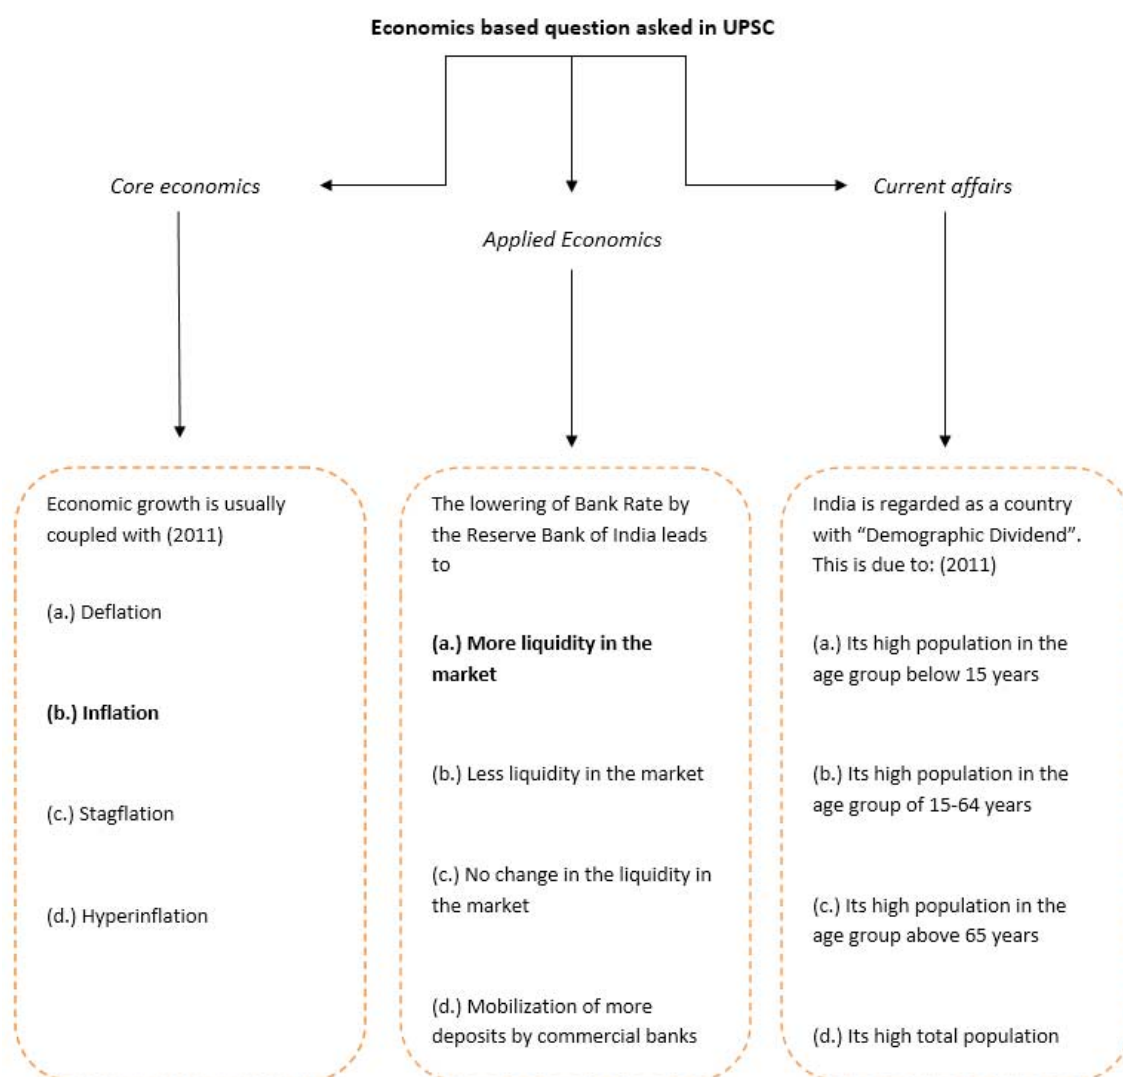 Economics based question asked in UPSC
Core economics
Applied Economics
Current affairs
Economic growth is usually
coupled with (2011)
(a.) Deflation
(b.) Inflation
(c.) Stagflation
(d.) Hyperinflation
The lowering of Bank Rate by
the Reserve Bank of India leads
to
(a.) More liquidity in the
market
(b.) Less liquidity in the market
(c.) No change in the liquidity in
the market
(d.) Mobilization of more
deposits by commercial banks
India is regarded as a country
with “Demographic Dividend”.
This is due to: (2011)
(a.) Its high population in the
age group below 15 years
(b.) Its high population in the
age group of 15-64 years
(c.) Its high population in the
age group above 65 years
(d.) Its high total population